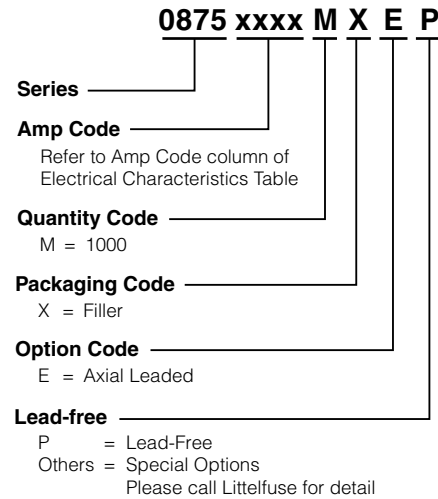 0875 xxxx M X E P
Series
Amp Code
Refer to Amp Code column of
Electrical Characteristics Table
Quantity Code
M = 1000
Packaging Code
X = Filler
Option Code
E = Axial Leaded
Lead-free
P = Lead-Free
Others = Special Options
Please call Littelfuse for detail